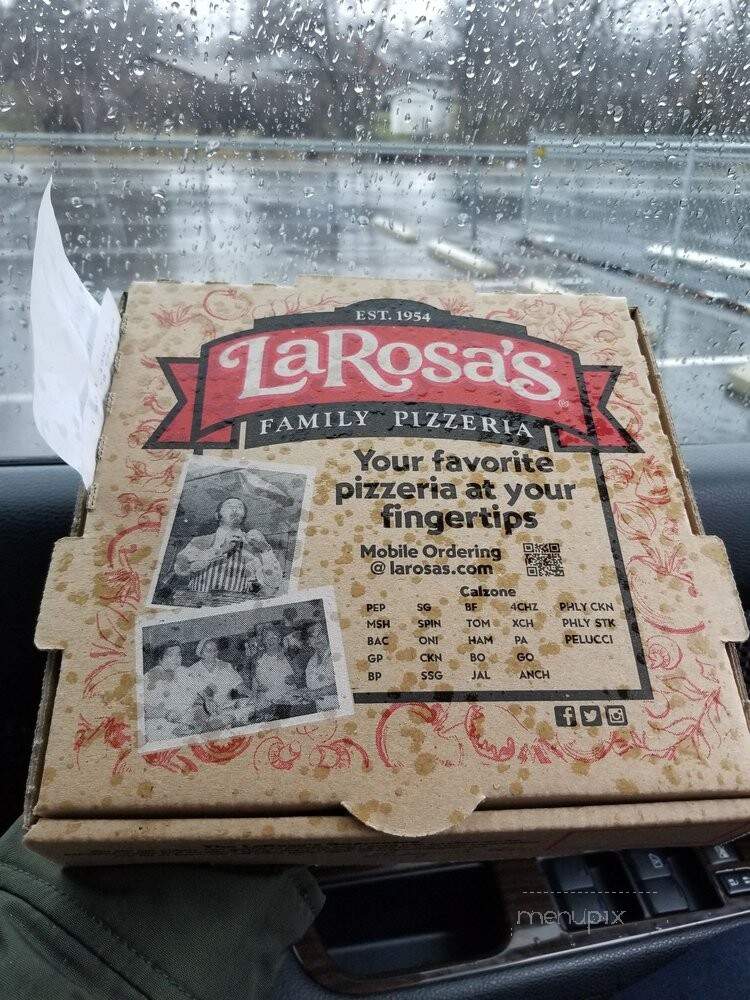 EST. 1954
LaRosa's
FAMILY PIZZERIA
Your favorite
pizzeria at your
fingertips
Mobile Ordering
@ larosas.com
Calzone
PEP SG BF 4CHZ PHLY CKN
MSH SPIN TOM XCH PHLY STK
BAC ONI HAM PA PELUCCI
GP CKN BO GO
BP SSG JAL ANCH
menupix